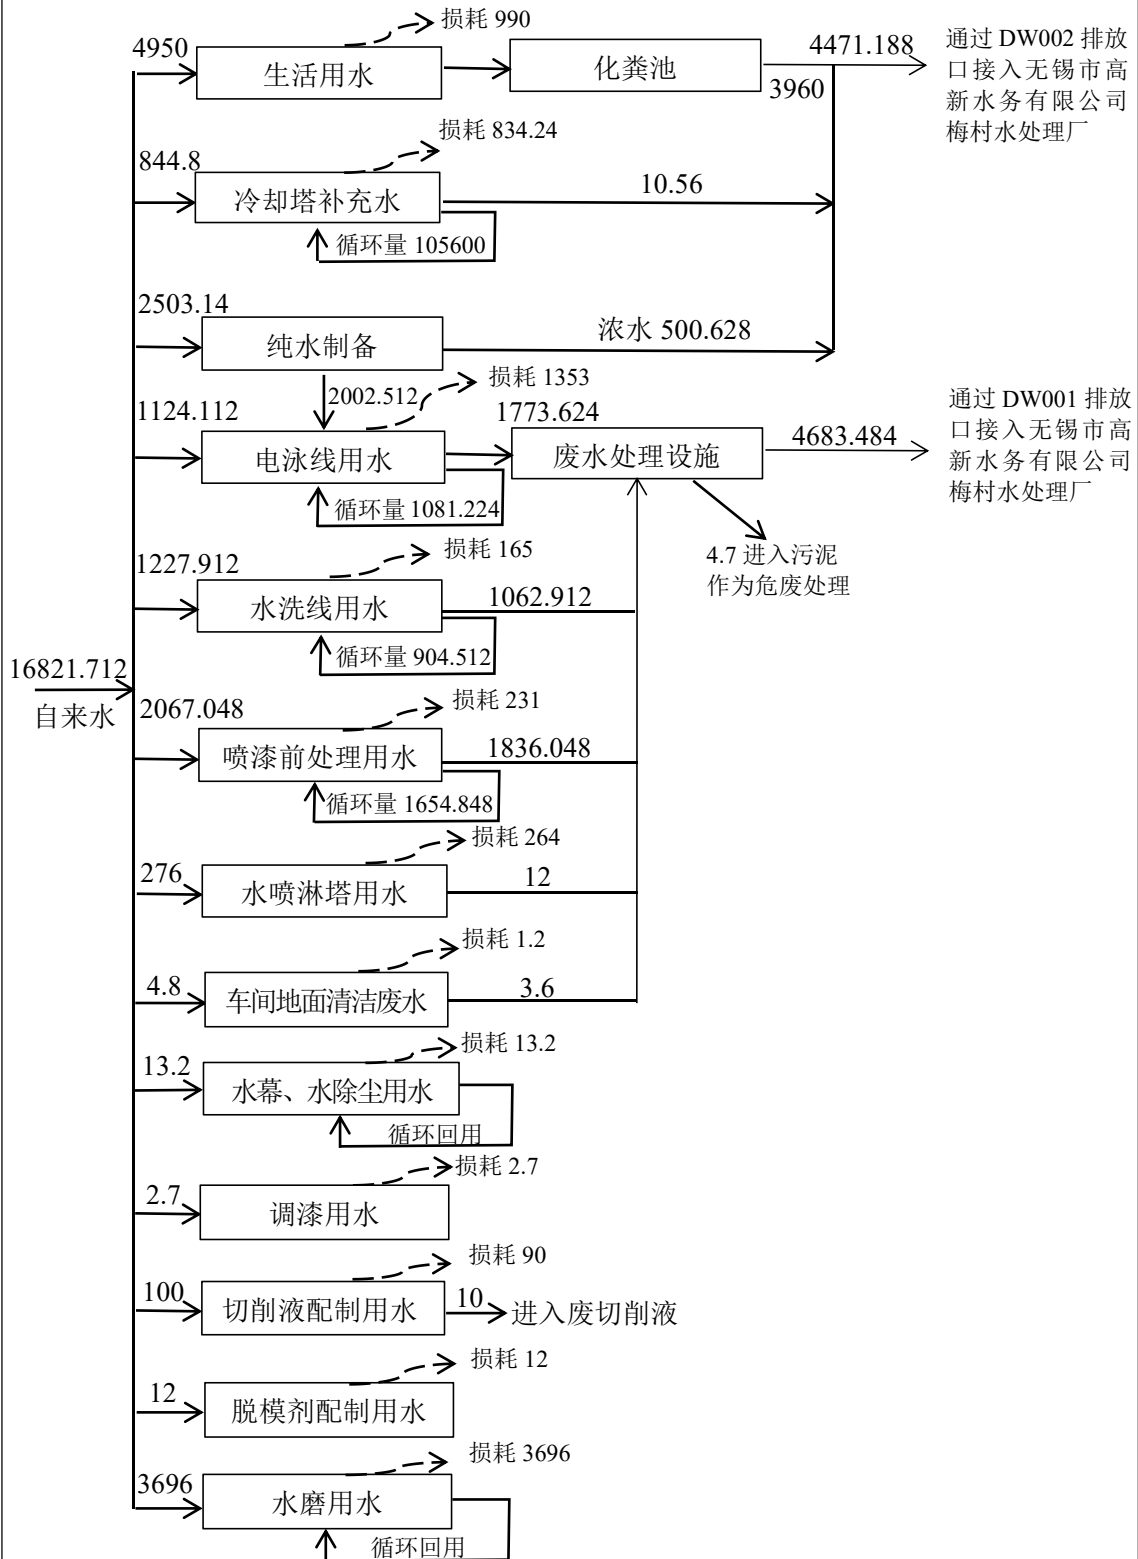 损耗 990
4950
生活用水
化粪池
4471.188
3960
通过 DW002 排放
口接入无锡市高
新水务有限公司
梅村水处理厂
损耗 834.24
844.8
冷却塔补充水
10.56
循环量 105600
2503.14
纯水制备
浓水 500.628
2002.512
损耗 1353
1124.112
电泳线用水
1773.624
废水处理设施
4683.484
通过 DW001 排放
口接入无锡市高
新水务有限公司
梅村水处理厂
循环量 1081.224
4.7 进入污泥
作为危废处理
损耗 165
1227.912
水洗线用水
1062.912
循环量 904.512
16821.712
自来水
损耗 231
2067.048
喷漆前处理用水
1836.048
循环量 1654.848
损耗 264
276
水喷淋塔用水
12
损耗 1.2
4.8
车间地面清洁废水
3.6
损耗 13.2
13.2
水幕、水除尘用水
循环回用
损耗 2.7
2.7
调漆用水
损耗 90
100
切削液配制用水
10
进入废切削液
损耗 12
12
脱模剂配制用水
损耗 3696
3696
水磨用水
循环回用